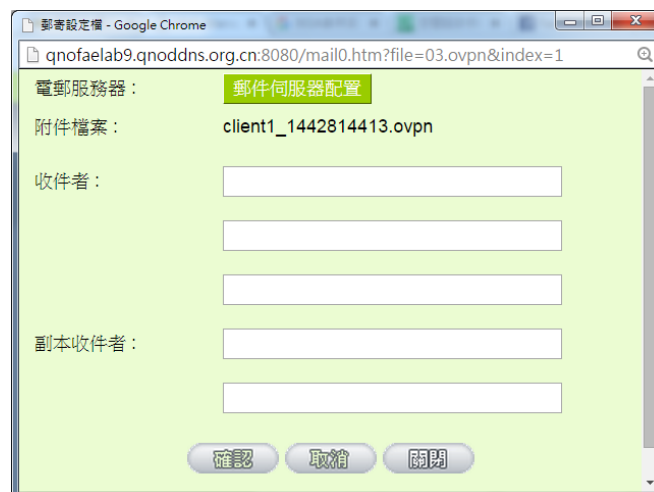 郵寄設定檔 - Google Chrome
qnofaelab9.qnoddns.org.cn:8080/mail0.htm?file=03.ovpn&index=1
電郵服務器：
郵件伺服器配置
附件檔案：
client1_1442814413.ovpn
收件者：
副本收件者：
確認 取消 關閉